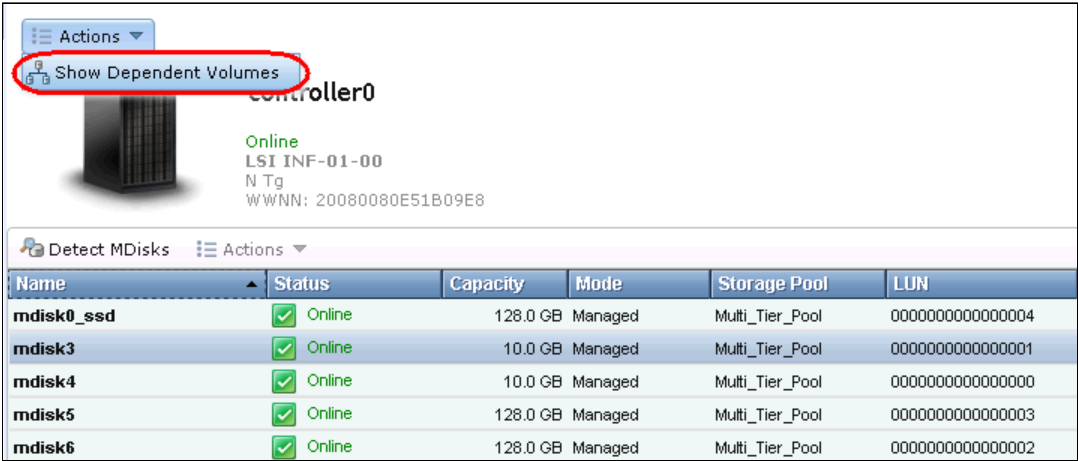 Actions
Show Dependent Volumes
controller0
Online
LSI INF-01-00
N Tg
WWNN: 20080080E51B09E8
Detect MDisks Actions
Name Status Capacity Mode Storage Pool LUN
mdisk0_ssd Online 128.0 GB Managed Multi_Tier_Pool 0000000000000004
mdisk3 Online 10.0 GB Managed Multi_Tier_Pool 0000000000000001
mdisk4 Online 10.0 GB Managed Multi_Tier_Pool 0000000000000000
mdisk5 Online 128.0 GB Managed Multi_Tier_Pool 0000000000000003
mdisk6 Online 128.0 GB Managed Multi_Tier_Pool 0000000000000002